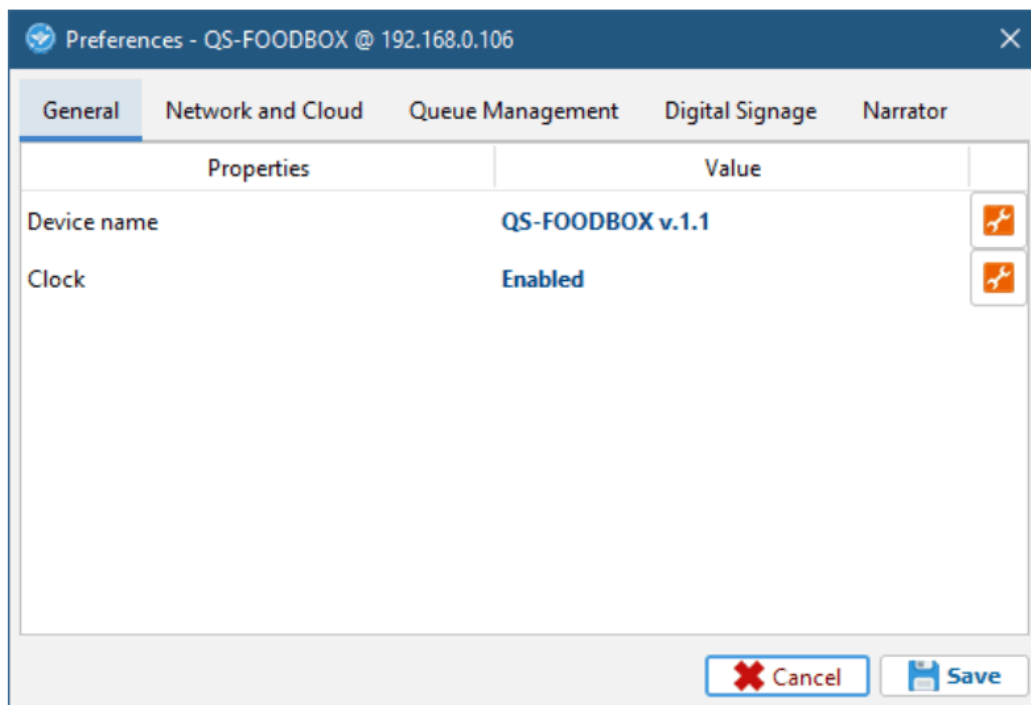 Preferences - QS-FOODBOX @ 192.168.0.106
General Network and Cloud Queue Management Digital Signage Narrator
Properties Value
Device name QS-FOODBOX v.1.1
Clock Enabled
Cancel Save